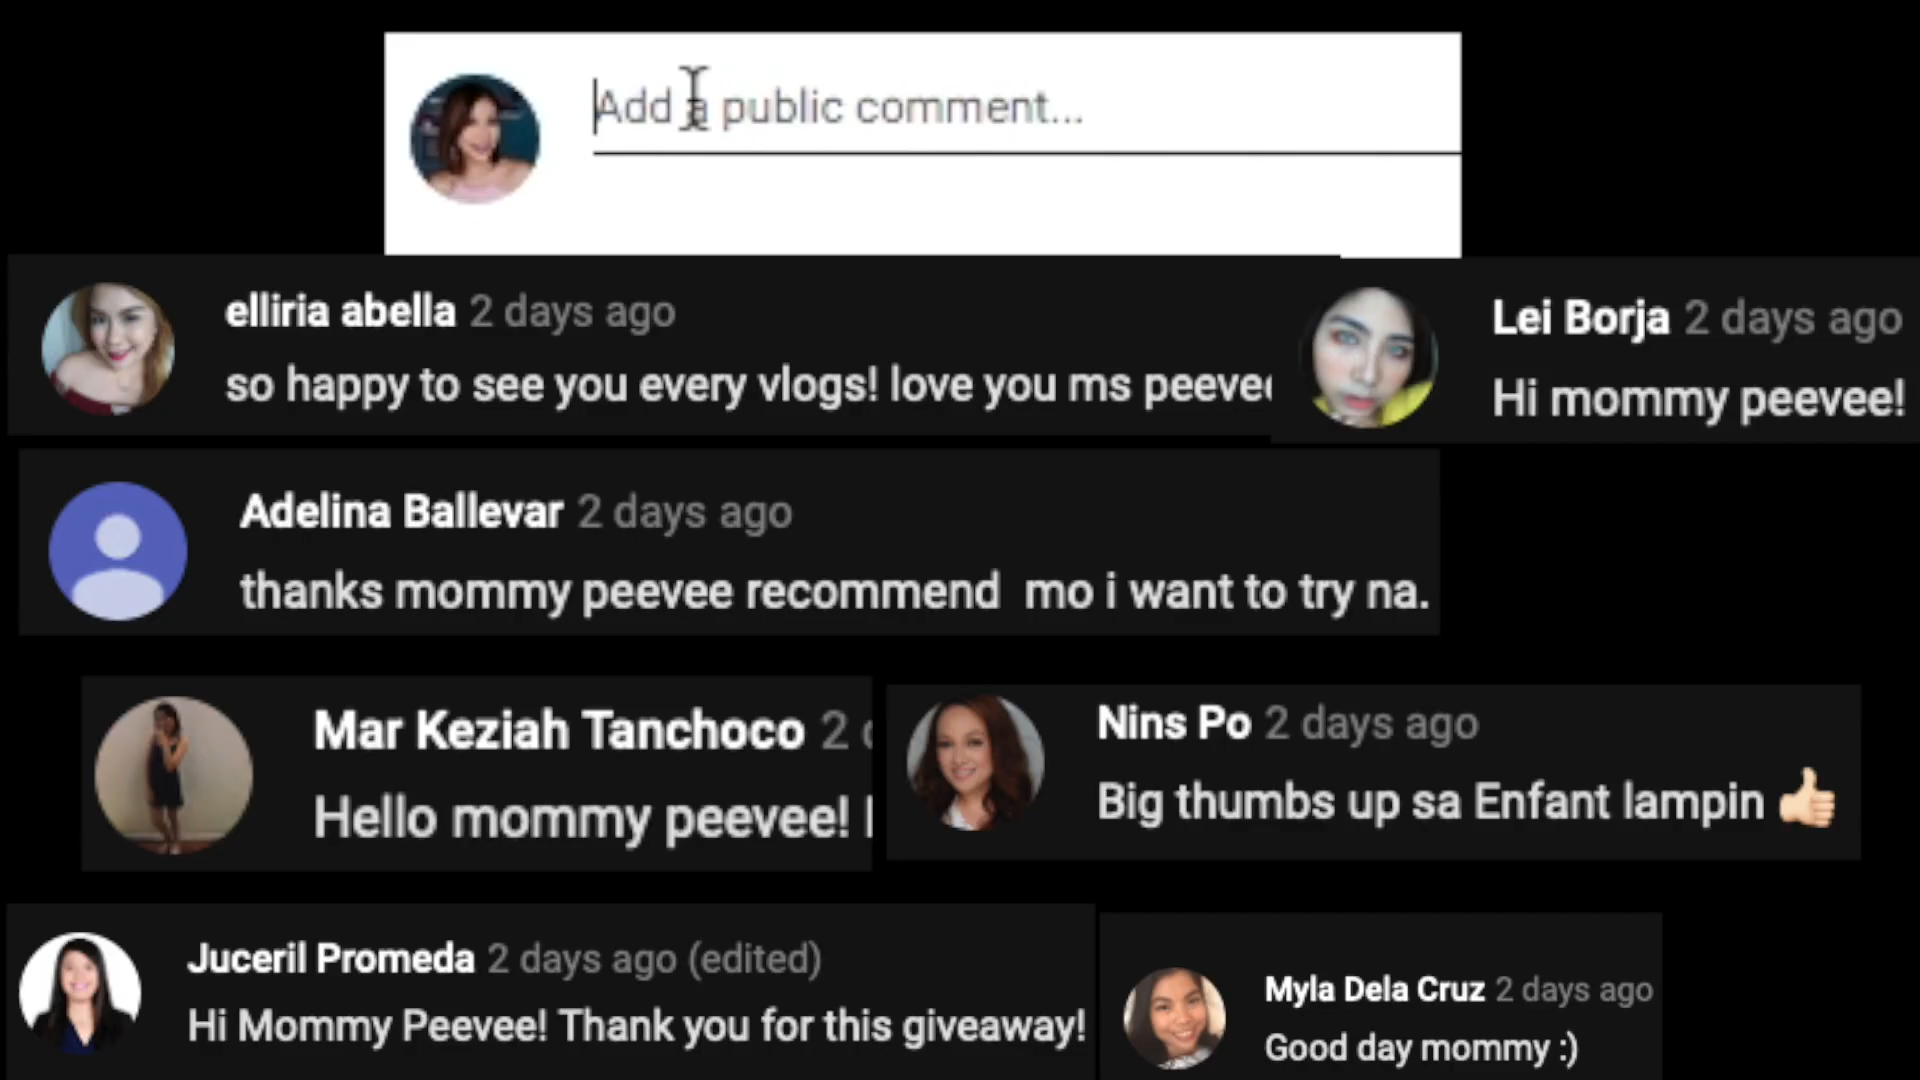 Add a public comment...
elliria abella 2 days ago
so happy to see you every vlogs! love you ms peevee
Lei Borja 2 days ago
Hi mommy peevee!
Adelina Ballevar 2 days ago
thanks mommy peevee recommend mo i want to try na.
Mar Keziah Tanchoco 2
Hello mommy peevee!
Nins Po 2 days ago
Big thumbs up sa Enfant lampin 👍🏻
Juceril Promeda 2 days ago (edited)
Hi Mommy Peevee! Thank you for this giveaway!
Myla Dela Cruz 2 days ago
Good day mommy :)